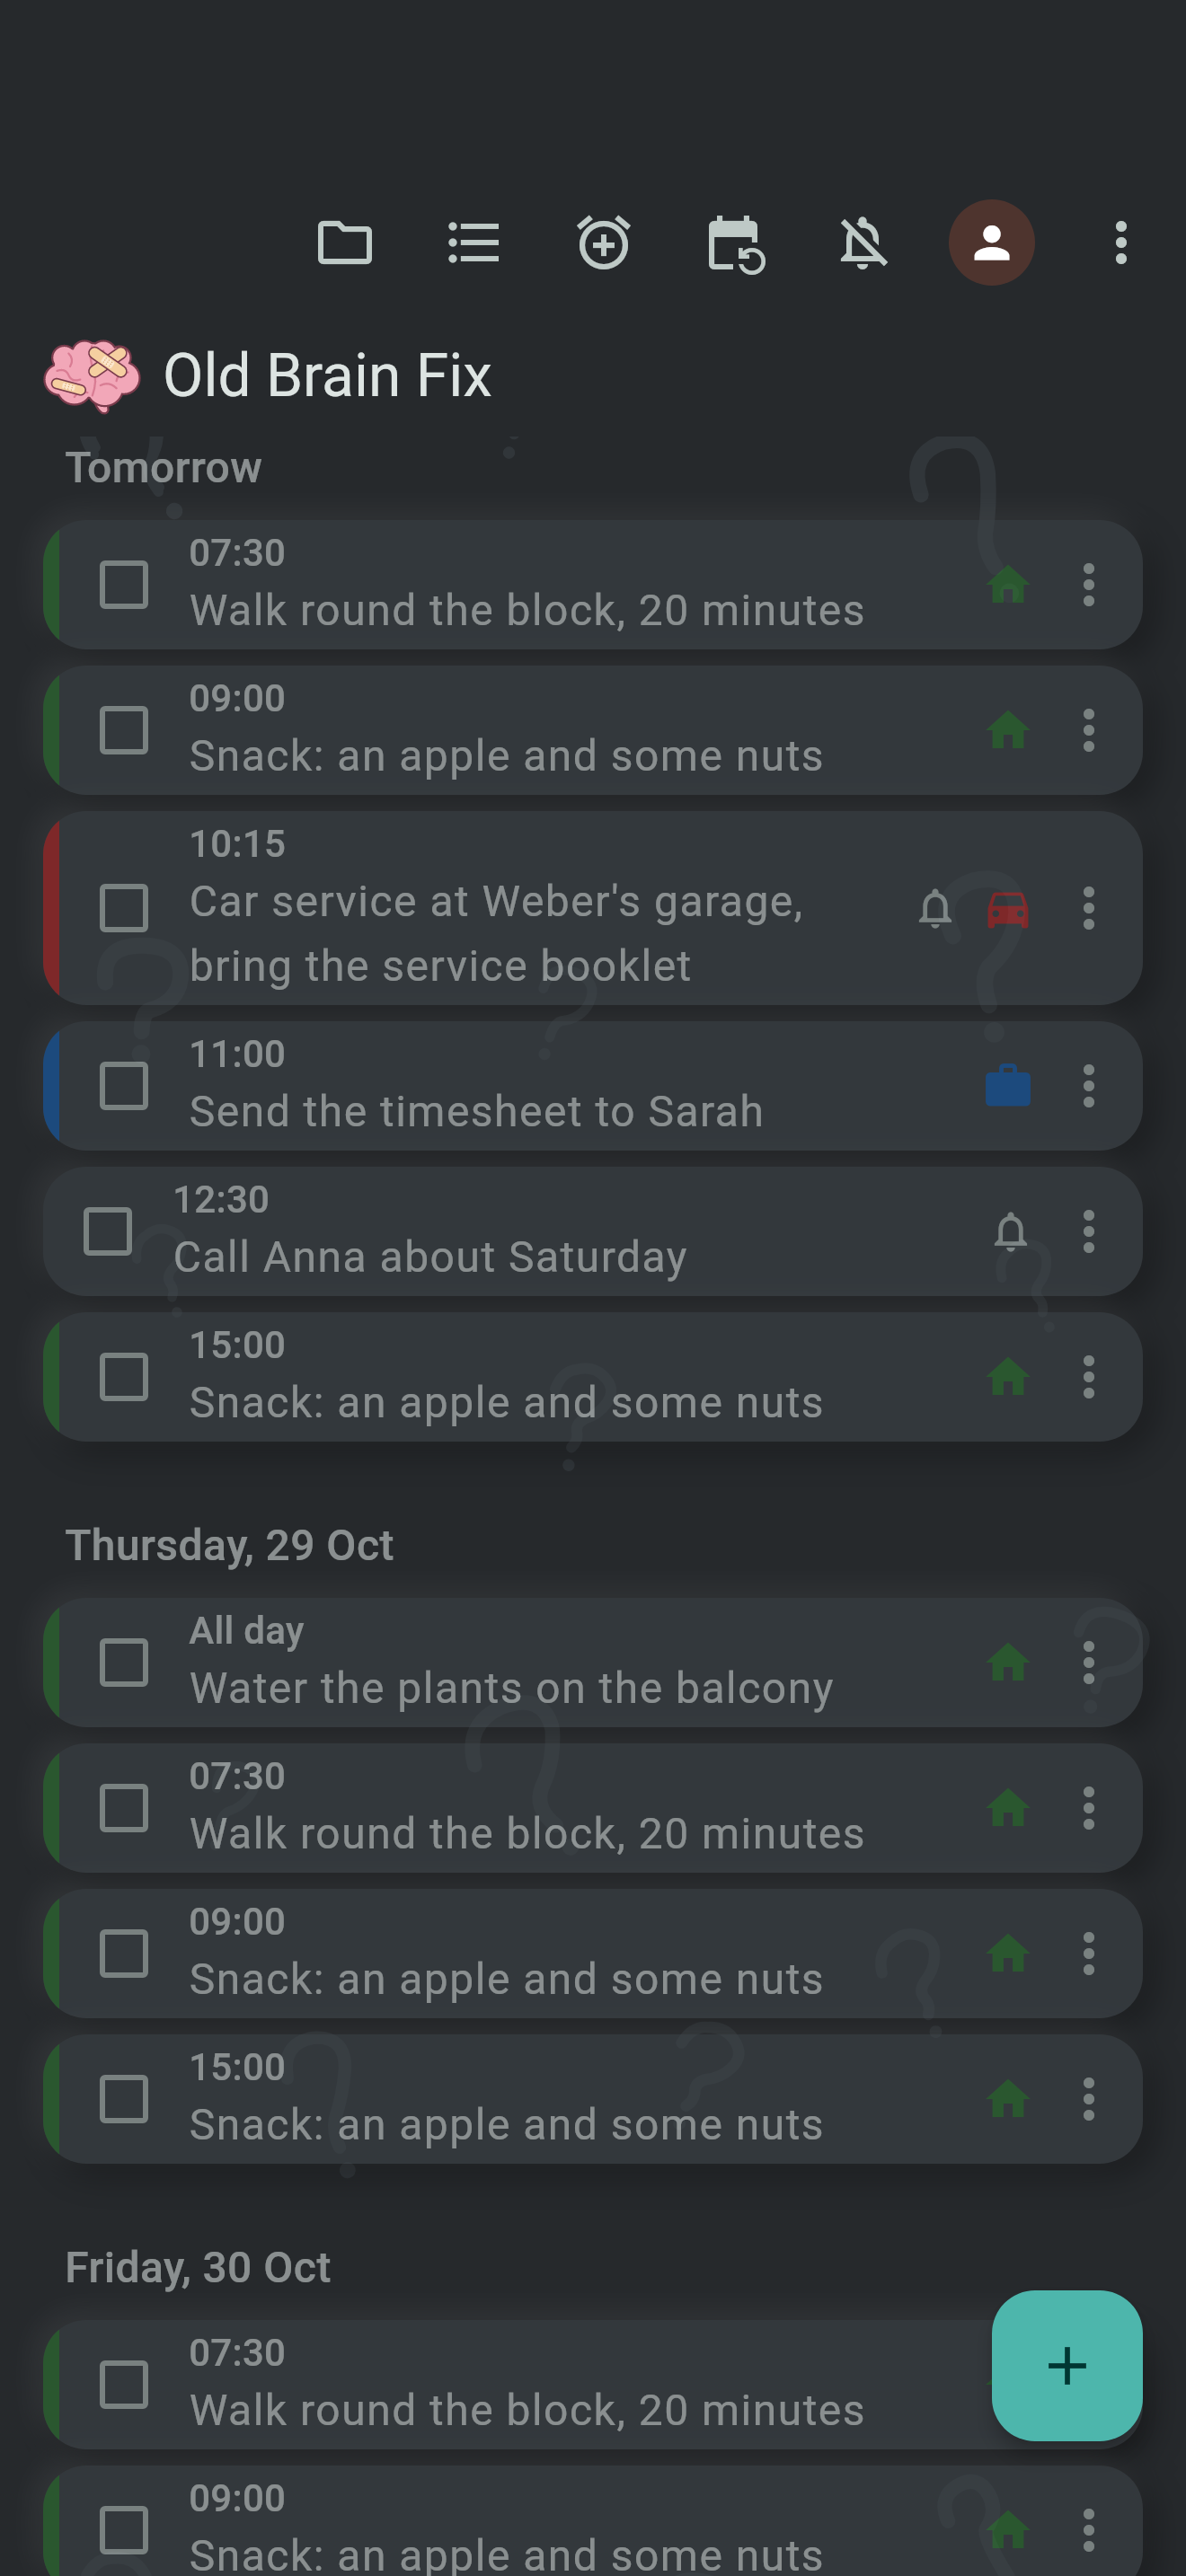 Old Brain Fix
Tomorrow
07:30
Walk round the block, 20 minutes
09:00
Snack: an apple and some nuts
10:15
Car service at Weber's garage,
bring the service booklet
11:00
Send the timesheet to Sarah
12:30
Call Anna about Saturday
15:00
Snack: an apple and some nuts
Thursday, 29 Oct
All day
Water the plants on the balcony
07:30
Walk round the block, 20 minutes
09:00
Snack: an apple and some nuts
15:00
Snack: an apple and some nuts
Friday, 30 Oct
07:30
Walk round the block, 20 minutes
09:00
Snack: an apple and some nuts